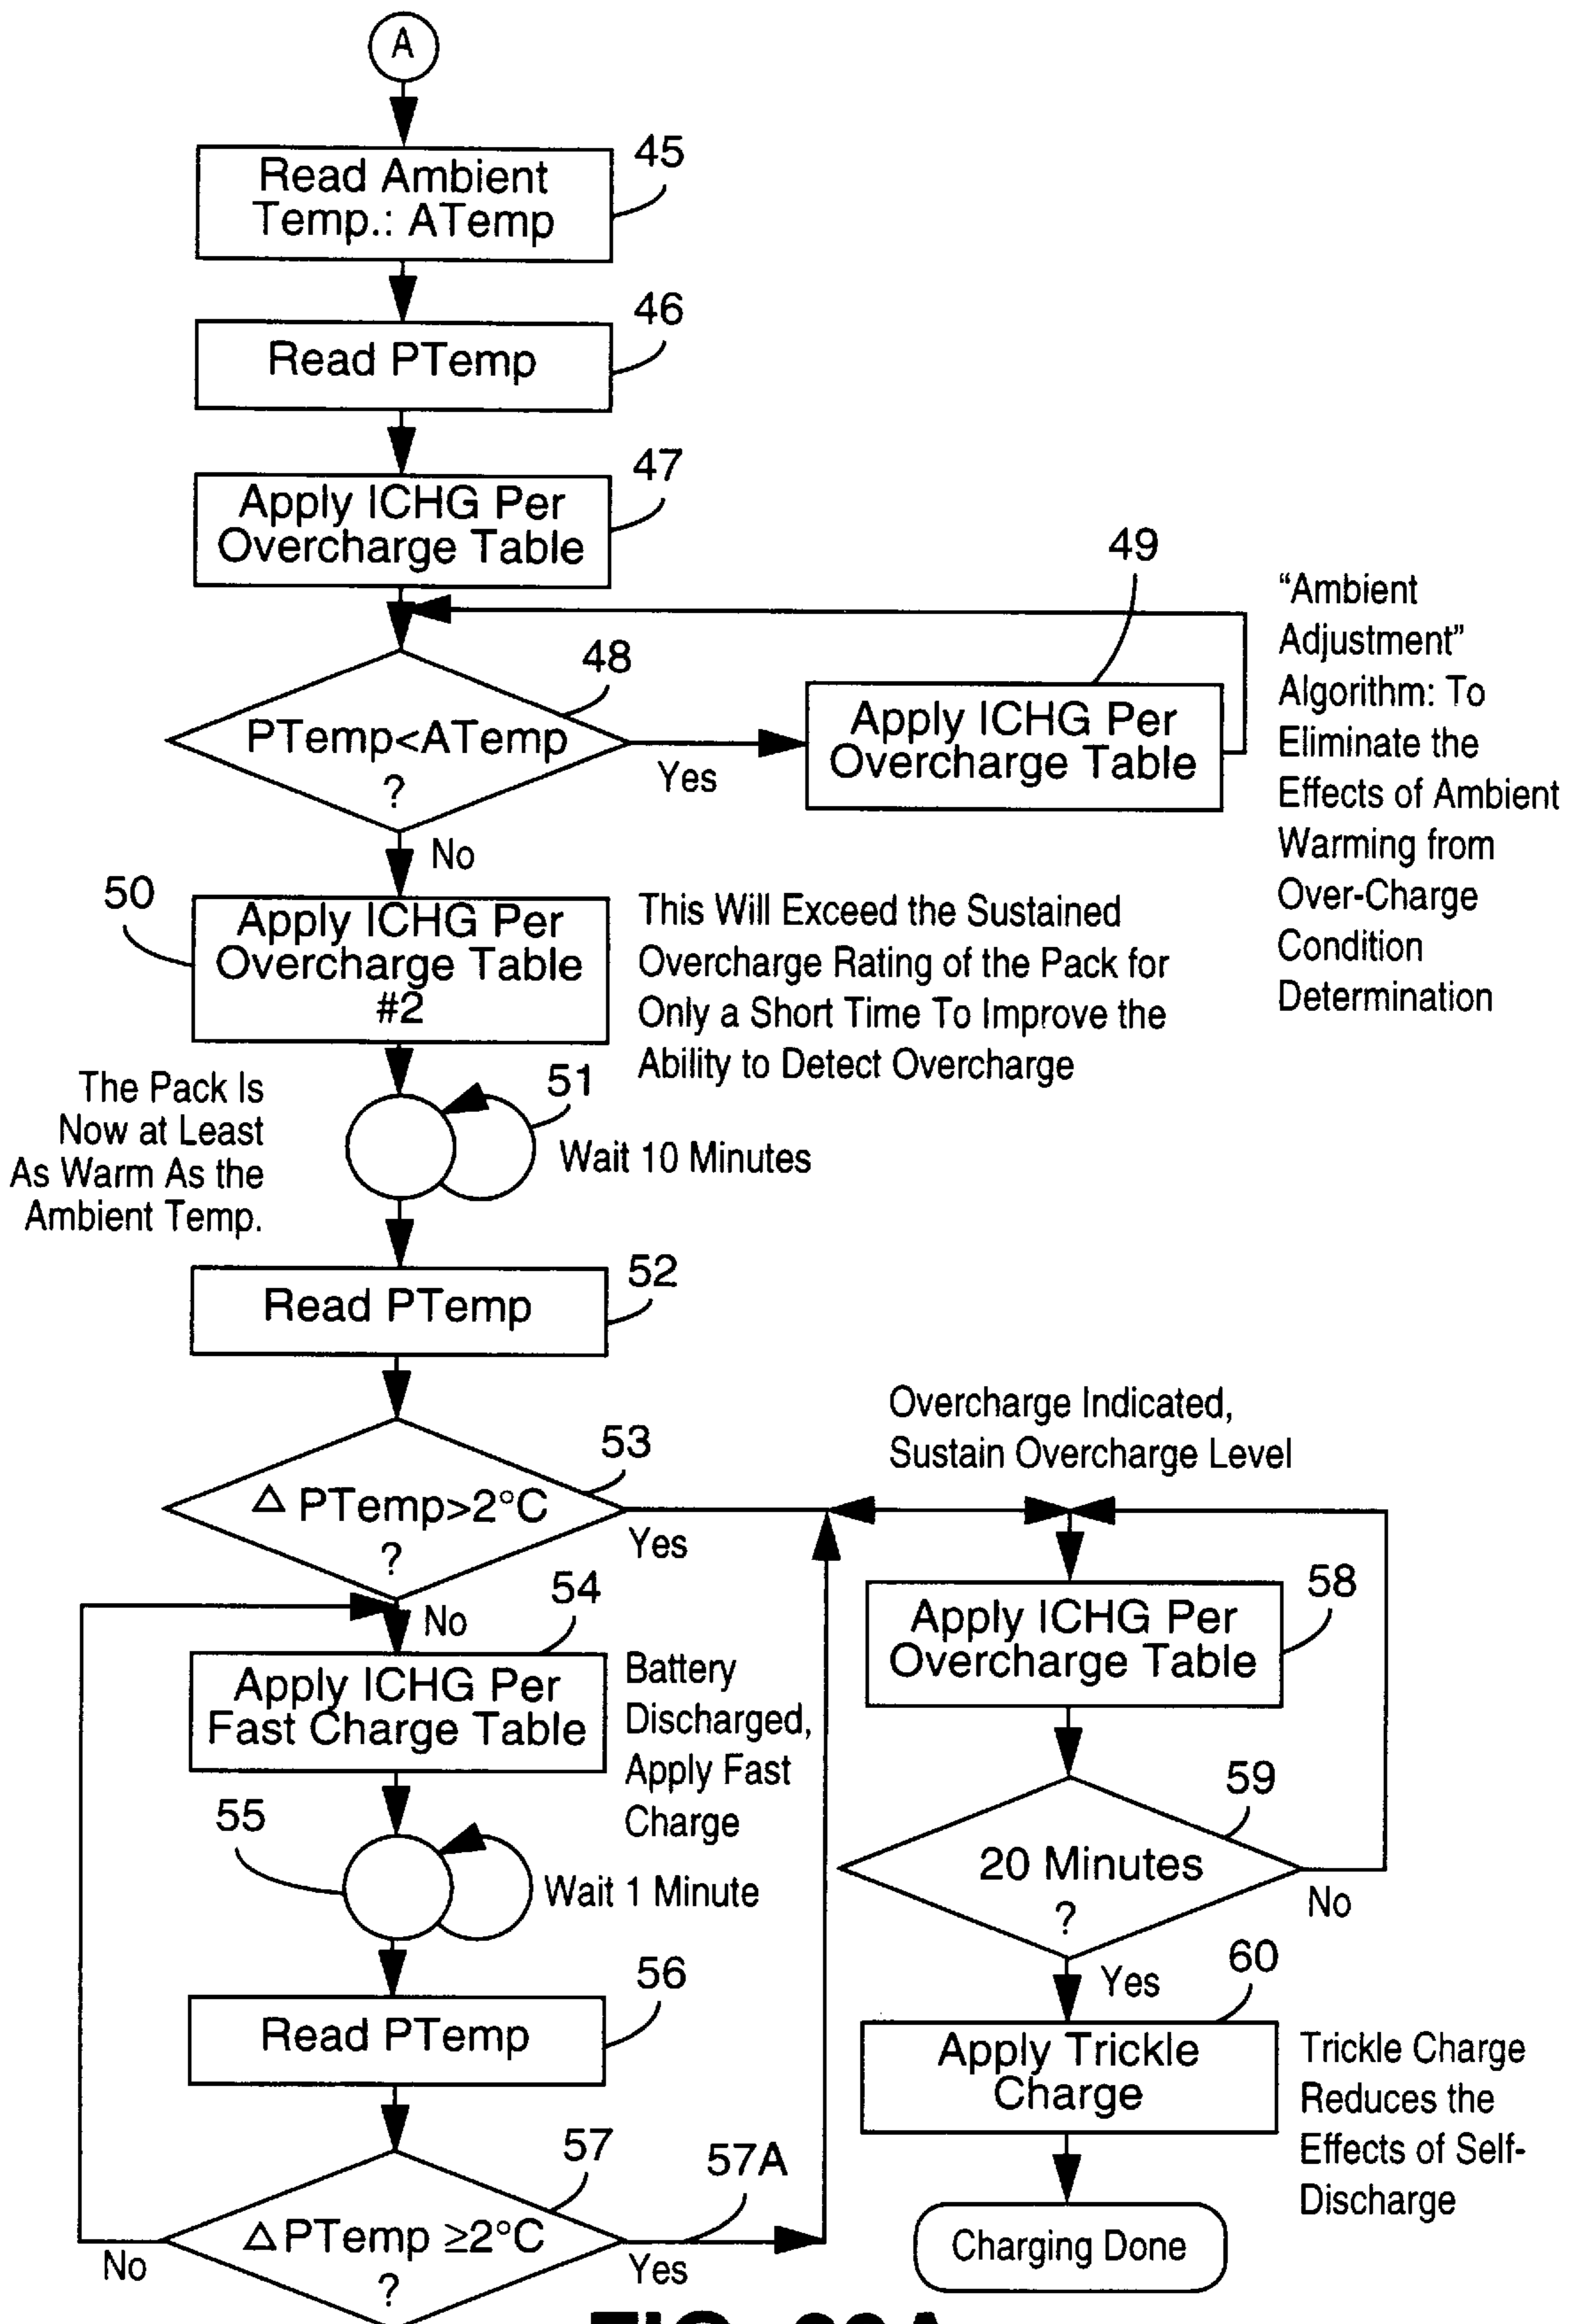 A
45
Read Ambient
Temp.: ATemp
46
Read PTemp
47
Apply ICHG Per
Overcharge Table
49
48
PTemp<ATemp
?
Yes
Apply ICHG Per
Overcharge Table
"Ambient
Adjustment"
Algorithm: To
Eliminate the
Effects of Ambient
Warming from
Over-Charge
Condition
Determination
No
50
Apply ICHG Per
Overcharge Table
#2
This Will Exceed the Sustained
Overcharge Rating of the Pack for
Only a Short Time To Improve the
Ability to Detect Overcharge
The Pack Is
Now at Least
As Warm As the
Ambient Temp.
51
Wait 10 Minutes
52
Read PTemp
53
Δ PTemp>2°C
?
Yes
Overcharge Indicated,
Sustain Overcharge Level
No
54
Apply ICHG Per
Fast Charge Table
Battery
Discharged,
Apply Fast
Charge
55
Wait 1 Minute
56
Read PTemp
57
Δ PTemp ≥2°C
?
No
Yes
57A
58
Apply ICHG Per
Overcharge Table
59
20 Minutes
?
No
Yes
60
Apply Trickle
Charge
Trickle Charge
Reduces the
Effects of Self-
Discharge
Charging Done